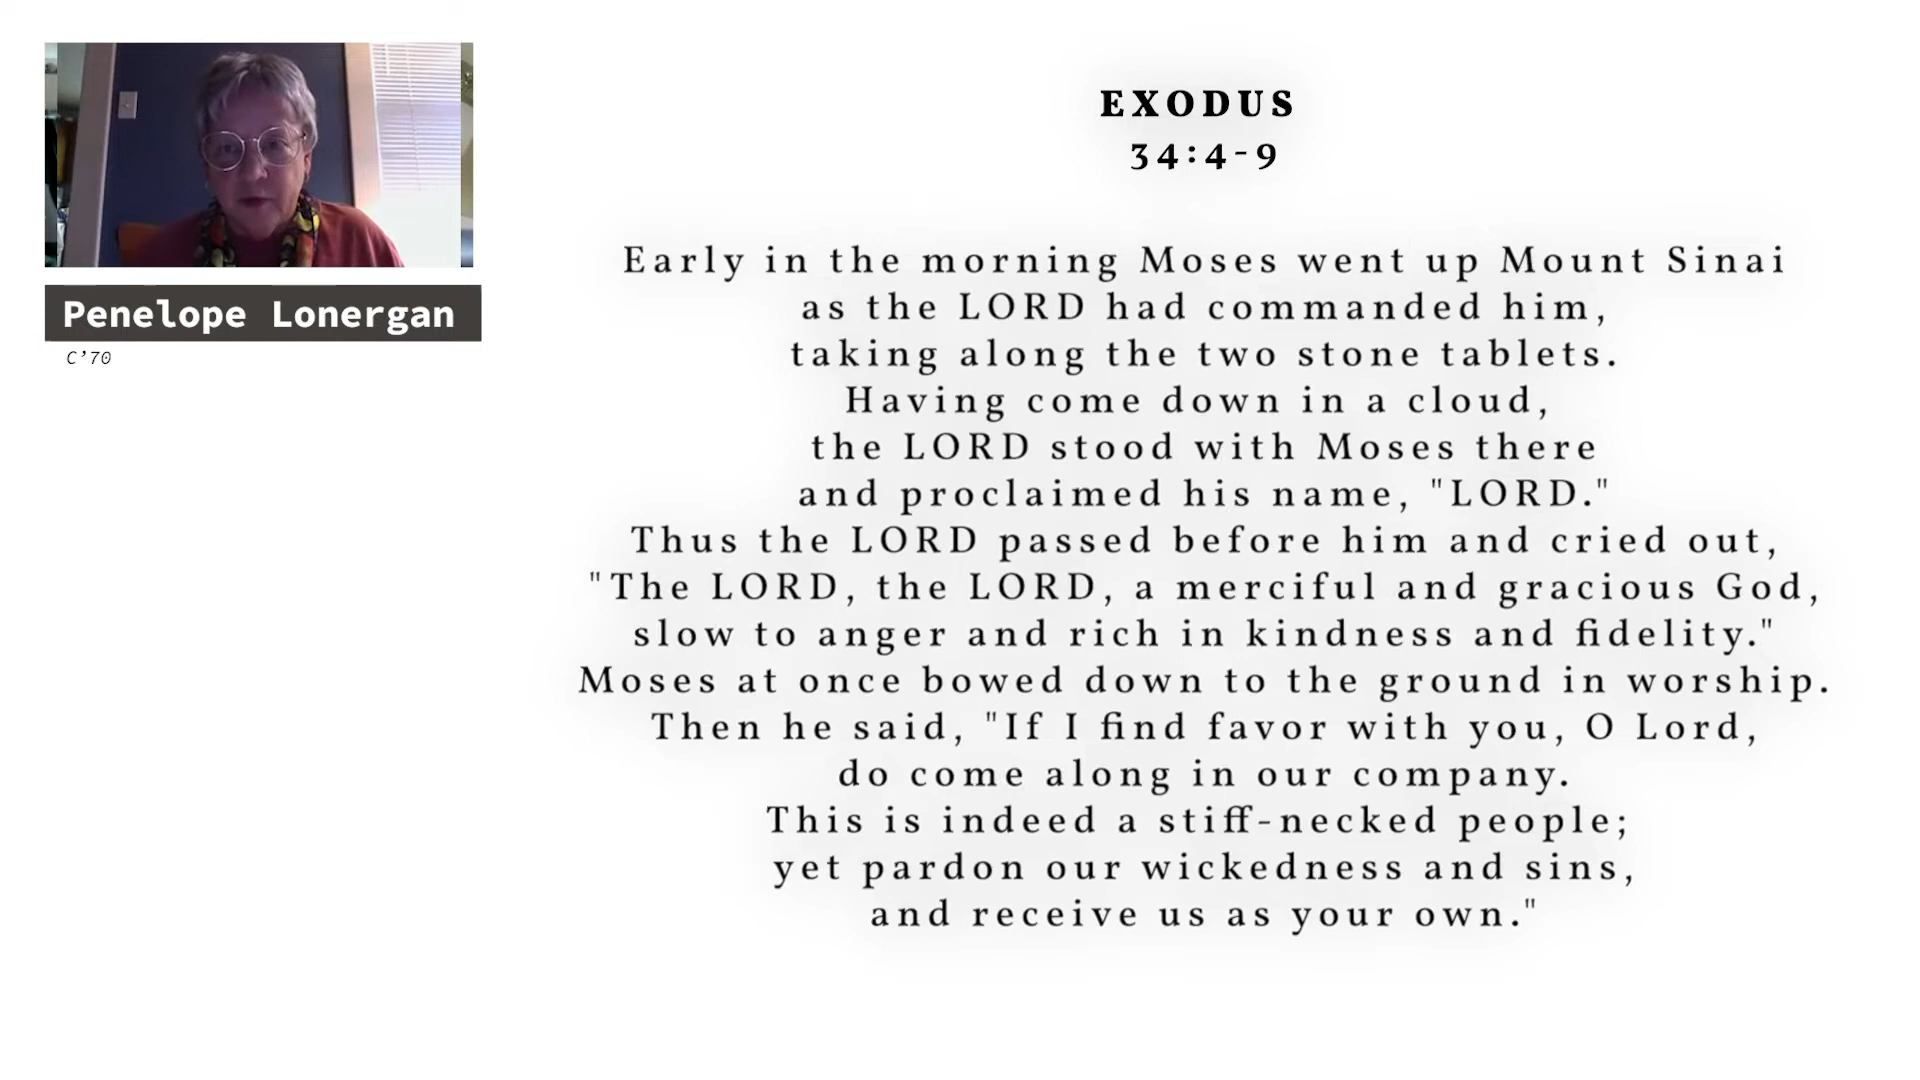 Penelope Lonergan
C’70
EXODUS
34:4-9
Early in the morning Moses went up Mount Sinai
as the LORD had commanded him,
taking along the two stone tablets.
Having come down in a cloud,
the LORD stood with Moses there
and proclaimed his name, "LORD."
Thus the LORD passed before him and cried out,
"The LORD, the LORD, a merciful and gracious God,
slow to anger and rich in kindness and fidelity."
Moses at once bowed down to the ground in worship.
Then he said, "If I find favor with you, O Lord,
do come along in our company.
This is indeed a stiff-necked people;
yet pardon our wickedness and sins,
and receive us as your own."